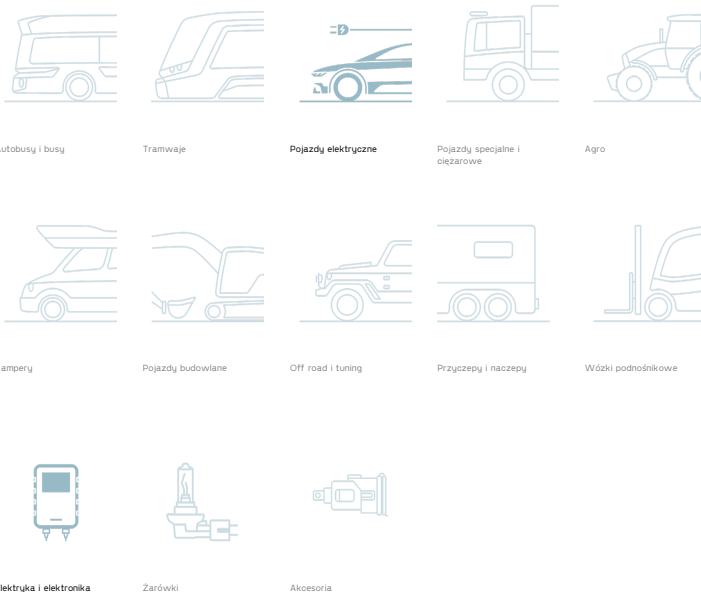 utobusy i busy
Tramwaje
Pojazdy elektryczne
Pojazdy specjalne i
ciężarowe
Agro
ampery
Pojazdy budowlane
Off road i tuning
Przyczepy i naczepy
Wózki podnośnikowe
lektryka i elektronika
Żarówki
Akcesoria